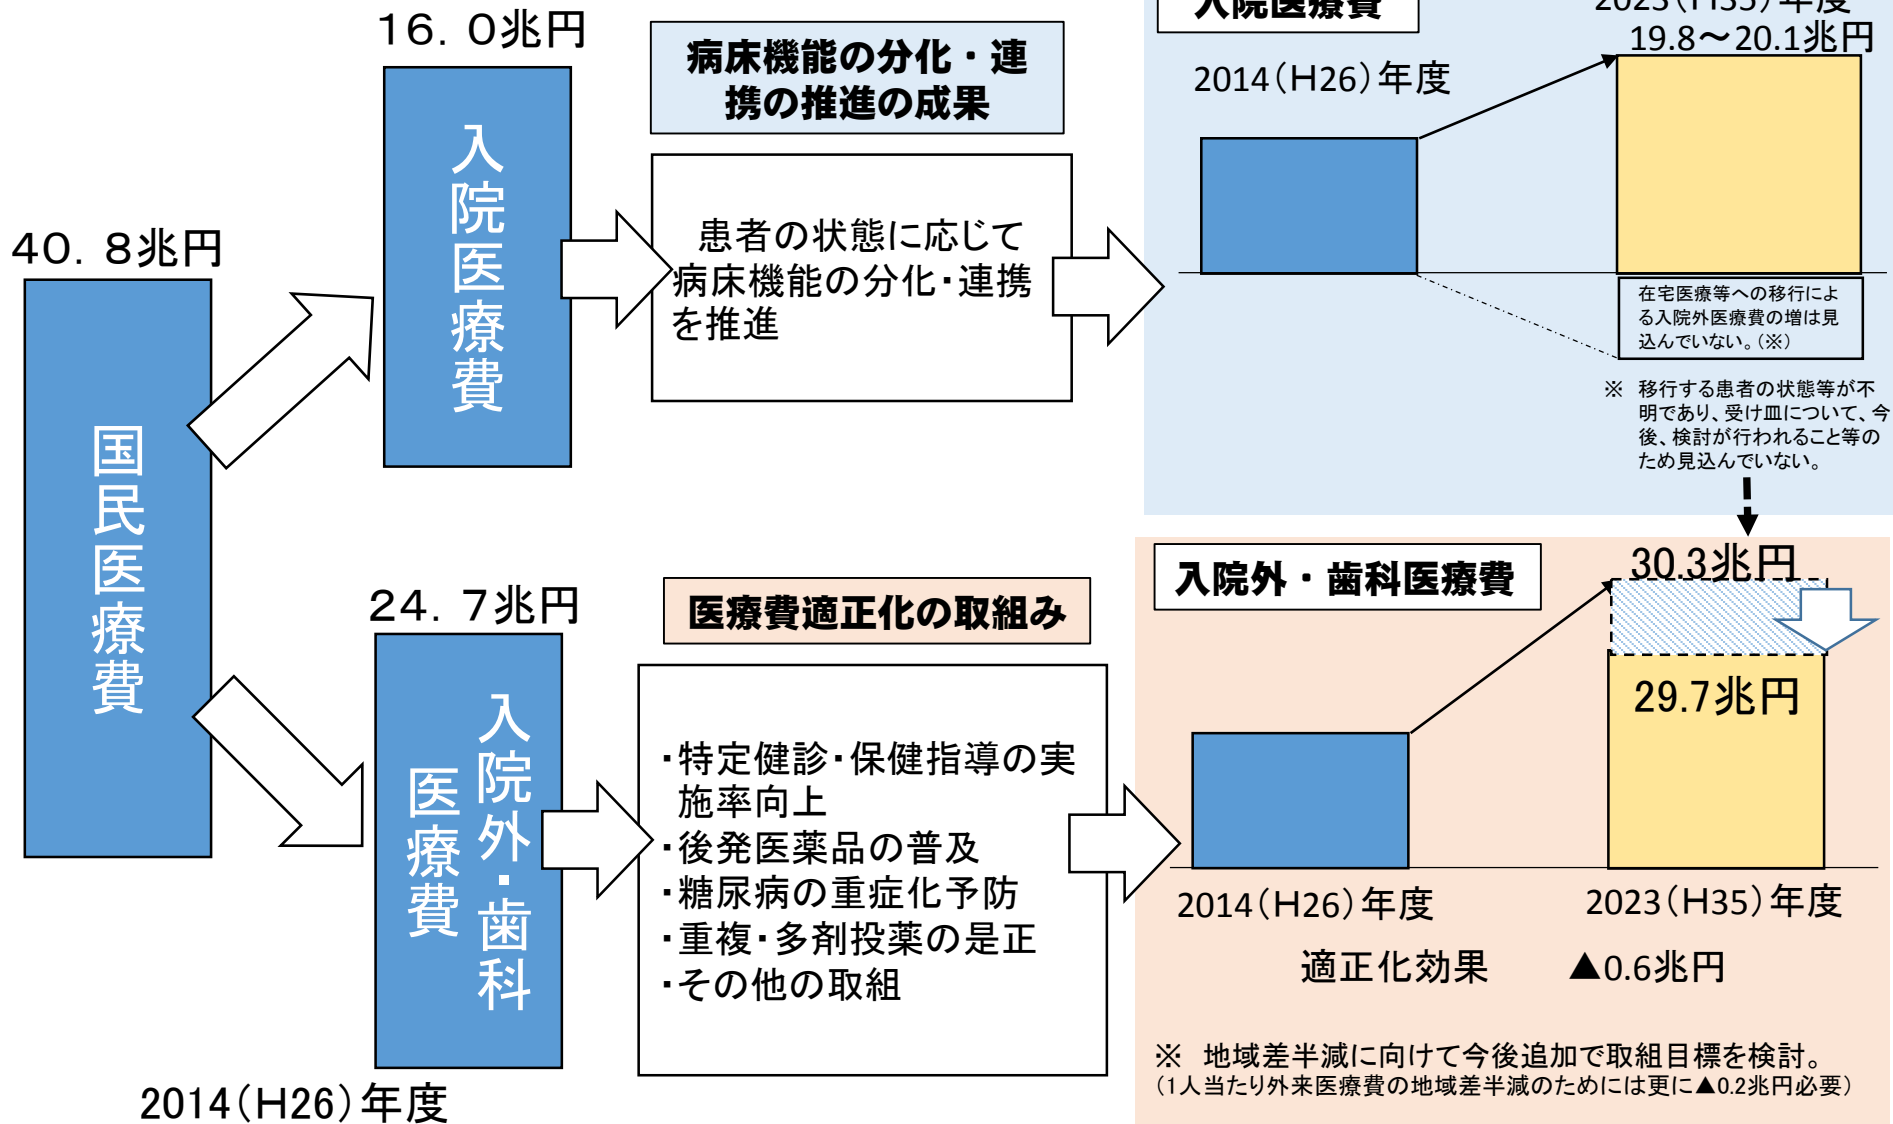 40.8兆円
国民医療費
16.0兆円
入院医療費
24.7兆円
入院外・歯科
医療費
2014(H26)年度
病床機能の分化・連
携の推進の成果
患者の状態に応じて
病床機能の分化・連携
を推進
医療費適正化の取組み
・特定健診・保健指導の実
施率向上
・後発医薬品の普及
・糖尿病の重症化予防
・重複・多剤投薬の是正
・その他の取組
入院医療費
2023(H35)年度
19.8～20.1兆円
2014(H26)年度
在宅医療等への移行によ
る入院外医療費の増は見
込んでいない。(※)
※ 移行する患者の状態等が不
明であり、受け皿について、今
後、検討が行われること等の
ため見込んでいない。
入院外・歯科医療費
30.3兆円
29.7兆円
2014(H26)年度
2023(H35)年度
適正化効果 ▲0.6兆円
※ 地域差半減に向けて今後追加で取組目標を検討。
(1人当たり外来医療費の地域差半減のためには更に▲0.2兆円必要)